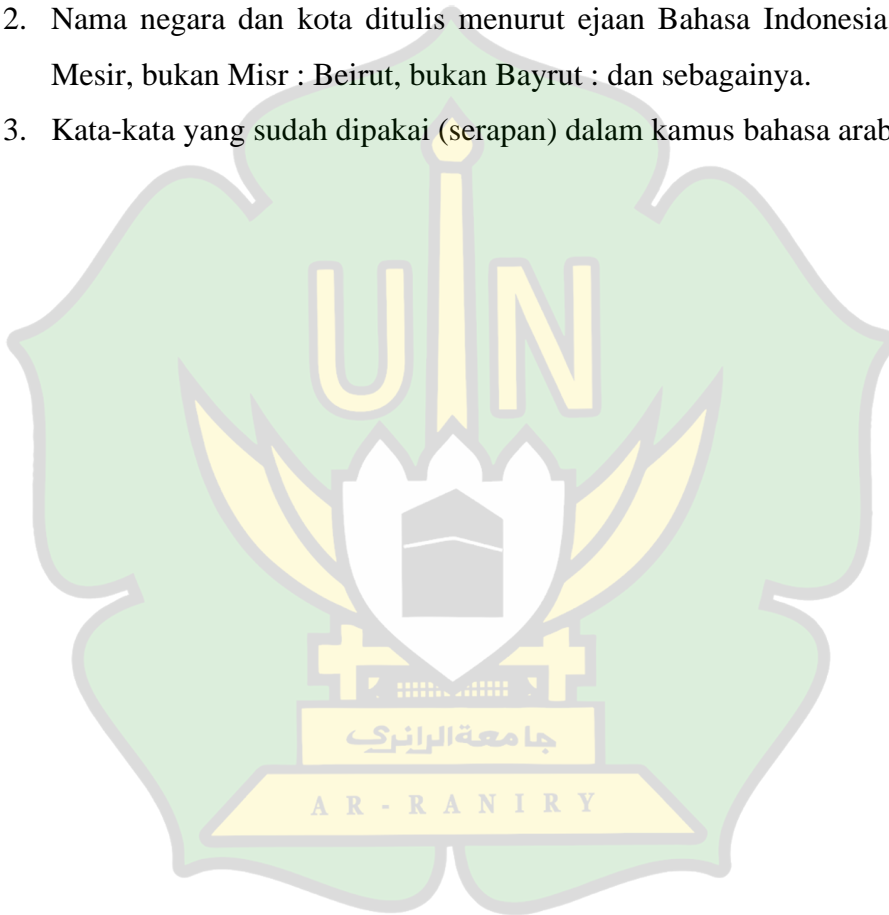 2. Nama negara dan kota ditulis menurut ejaan Bahasa Indonesia
Mesir, bukan Misr : Beirut, bukan Bayrut : dan sebagainya.
3. Kata-kata yang sudah dipakai (serapan) dalam kamus bahasa arab
UIN
جامعة الرانري
AR-RANIRY